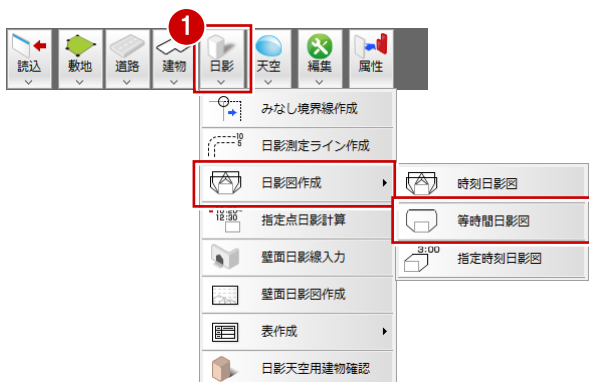 1
読込 敷地 道路 建物 日影 天空 編集 属性
みなし境界線作成
10
5
日影測定ライン作成
日影図作成
時刻日影図
12:50
指定点日影計算
等時間日影図
壁面日影線入力
3:00
指定時刻日影図
壁面日影図作成
表作成
日影天空用建物確認